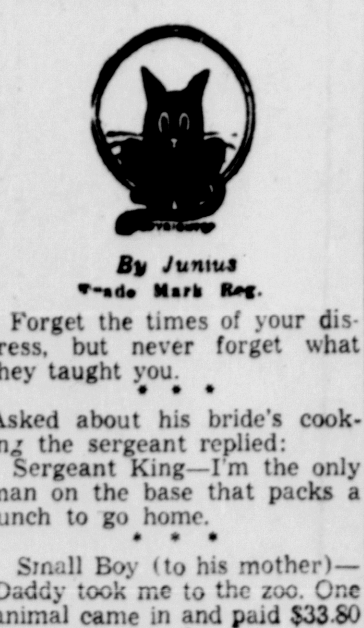 By Junius
Trade Mark Reg.
Forget the times of your dis-
ress, but never forget what
hey taught you.
* * *
Asked about his bride's cook-
ng the sergeant replied:
Sergeant King—I'm the only
nan on the base that packs a
unch to go home.
* * *
Small Boy (to his mother)—
Daddy took me to the zoo. One
animal came in and paid $33.80